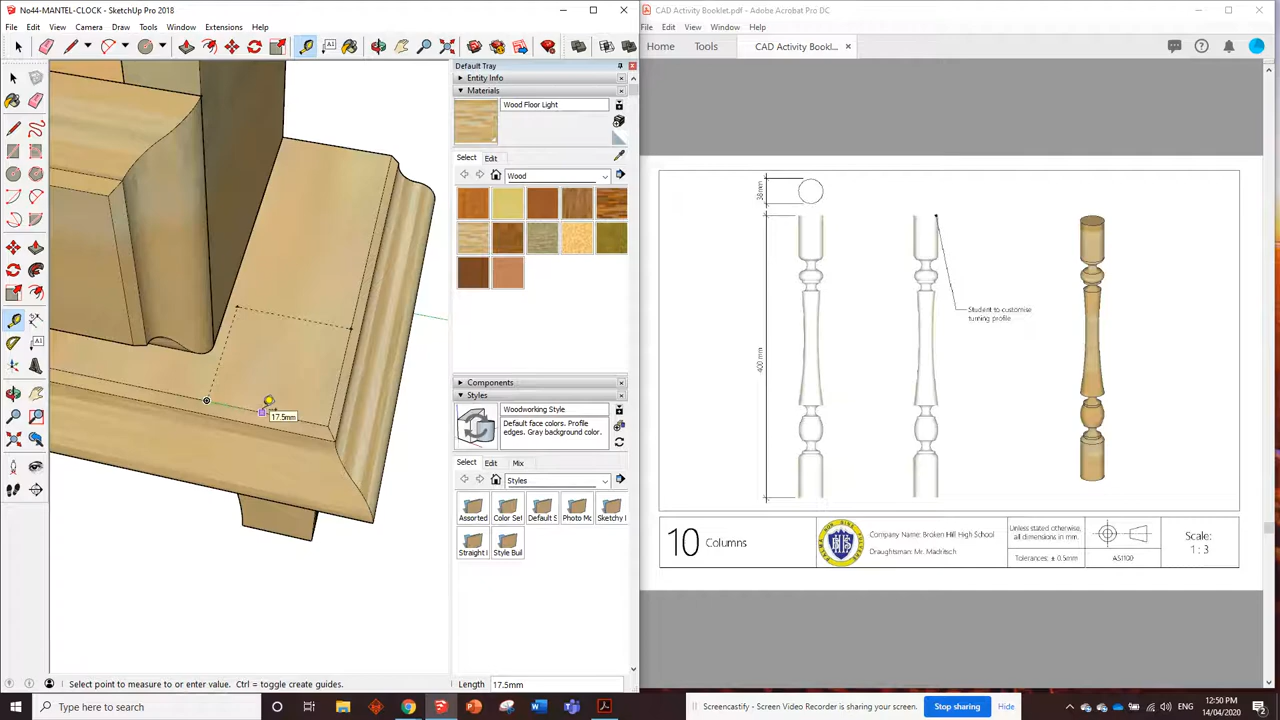 No44-MANTEL-CLOCK - SketchUp Pro 2018
File Edit View Camera Draw Tools Window Extensions Help
Default Tray
Entity Info
Materials
Wood Floor Light
Select Edit
Wood
Components
Styles
Woodworking Style
Default face colors. Profile
edges. Gray background color.
Select Edit Mix
Styles
Assorted Color Sel Default S Photo Mo Sketchy I
Straight I Style Buil
17.5mm
Select point to measure to or enter value. Ctrl = toggle create guides.
Length 17.5mm
CAD Activity Booklet.pdf - Adobe Acrobat Pro DC
File Edit View Window Help
Home Tools CAD Activity Bookl...
38mm
400 mm
Student to customise
turning profile
10 Columns
Company Name: Broken Hill High School
Draughtsman: Mr. Madritsch
Unless stated otherwise,
all dimensions in mm.
Tolerances: ± 0.5mm
AS1100
Scale:
1 : 3
Type here to search
Screencastify - Screen Video Recorder is sharing your screen. Stop sharing Hide
ENG
12:50 PM
14/04/2020